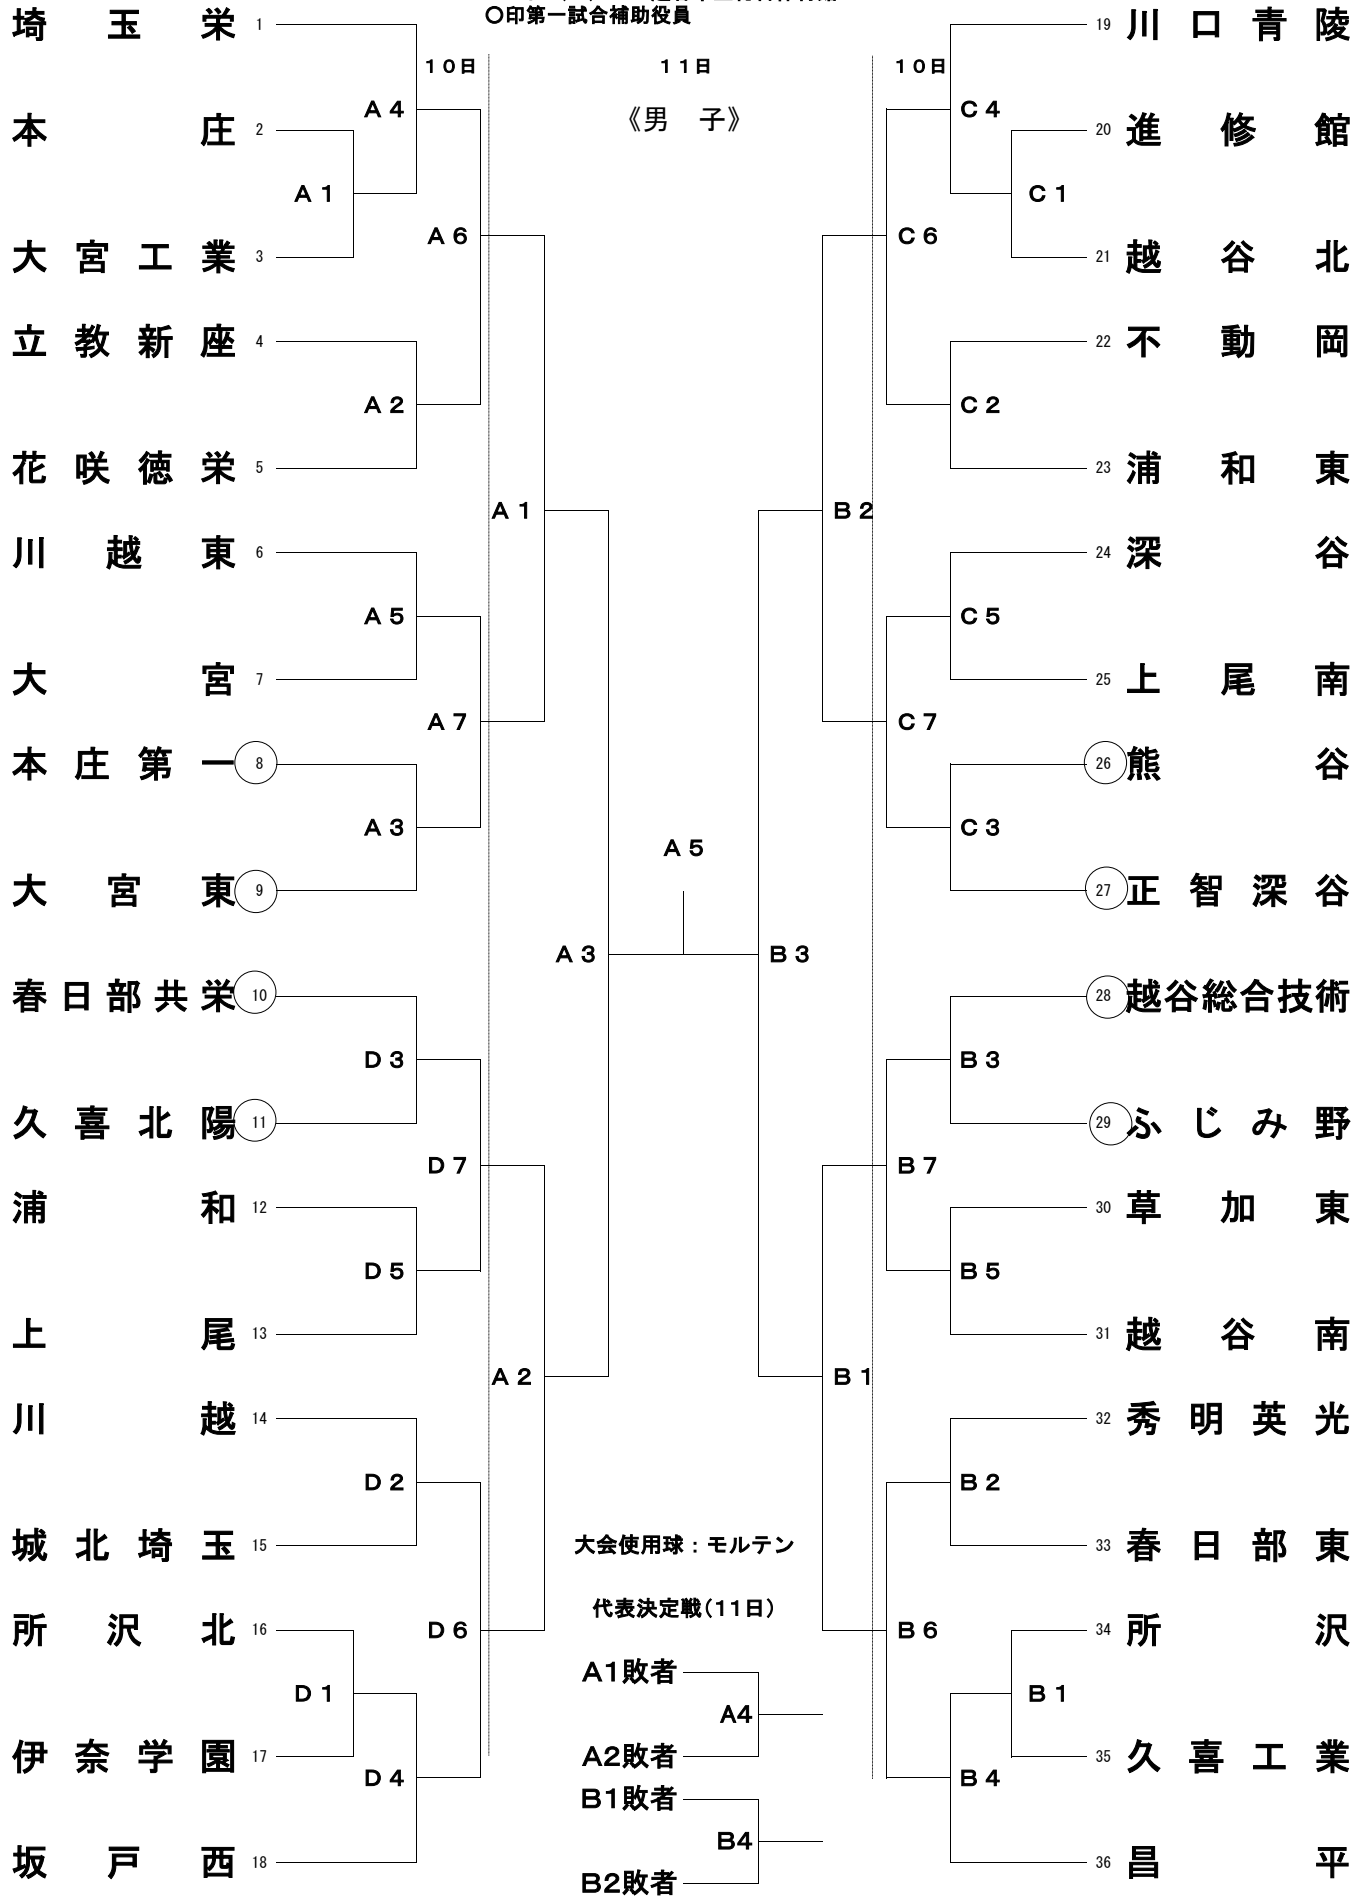 〇印第一試合補助役員
10日
11日
10日
《男 子》
埼玉栄 1
本庄 2
大宮工業 3
立教新座 4
花咲徳栄 5
川越東 6
大宮 7
本庄第一 8
大宮東 9
春日部共栄 10
久喜北陽 11
浦和 12
上尾 13
川越 14
城北埼玉 15
所沢北 16
伊奈学園 17
坂戸西 18
A4
A1
A6
A2
A1
A5
A7
A3
A3
D3
D7
D5
A2
D2
D6
D1
D4
A5
19 川口青陵
20 進修館
21 越谷北
22 不動岡
23 浦和東
24 深谷
25 上尾南
26 熊谷
27 正智深谷
28 越谷総合技術
29 ふじみ野
30 草加東
31 越谷南
32 秀明英光
33 春日部東
34 所沢
35 久喜工業
36 昌平
C4
C1
C6
C2
B2
C5
C7
C3
B3
B3
B7
B5
B1
B2
B6
B1
B4
大会使用球：モルテン
代表決定戦(11日)
A1敗者
A4
A2敗者
B1敗者
B4
B2敗者